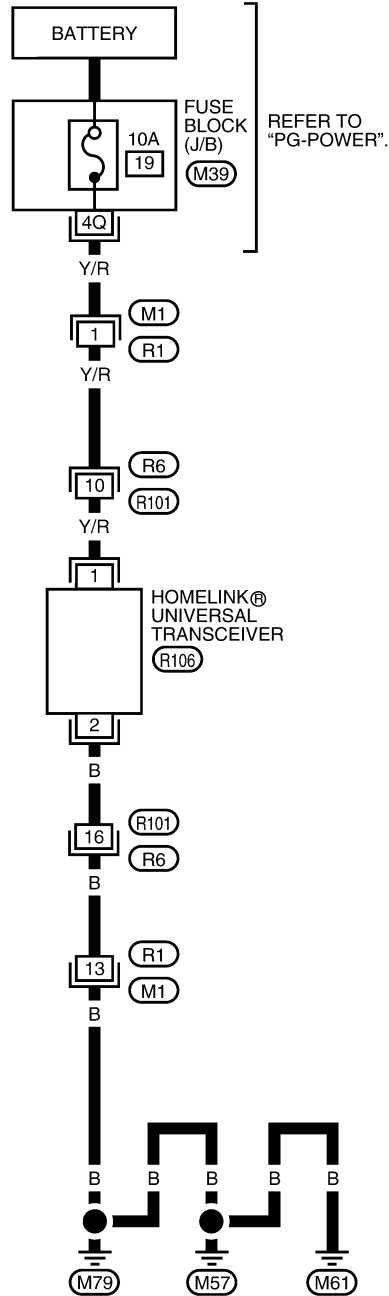 BATTERY
FUSE
BLOCK
(J/B)
REFER TO
“PG-POWER”.
10A
19
M39
4Q
Y/R
M1
1
R1
Y/R
R6
10
R101
Y/R
1
HOMELINK®
UNIVERSAL
TRANSCEIVER
R106
2
B
R101
16
R6
B
R1
13
M1
B
B B B B B
M79 M57 M61